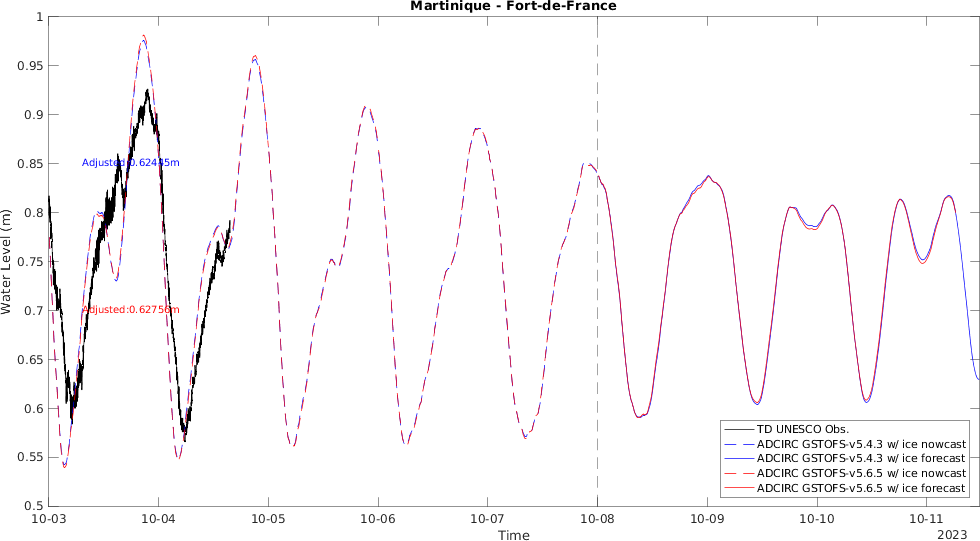 Martinique - Fort-de-France
1
0.95
0.9
0.85
0.8
0.75
0.7
0.65
0.6
0.55
0.5
Water Level (m)
Adjusted:0.62445m
Adjusted:0.62756m
TD UNESCO Obs.
ADCIRC GSTOFS-v5.4.3 w/ ice nowcast
ADCIRC GSTOFS-v5.4.3 w/ ice forecast
ADCIRC GSTOFS-v5.6.5 w/ ice nowcast
ADCIRC GSTOFS-v5.6.5 w/ ice forecast
10-03 10-04 10-05 10-06 10-07 10-08 10-09 10-10 10-11
Time
2023